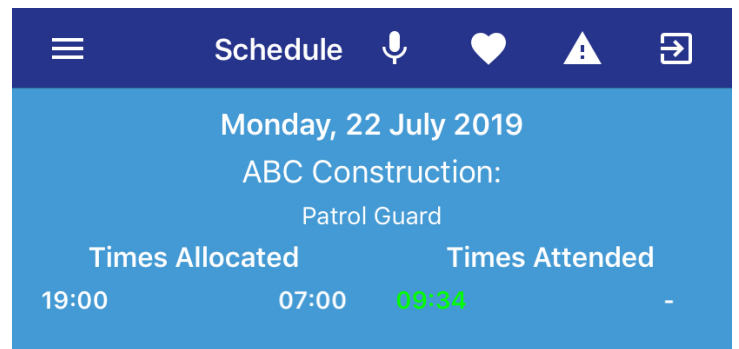 Schedule
Monday, 22 July 2019
ABC Construction:
Patrol Guard
Times Allocated Times Attended
19:00 07:00 09:34 -